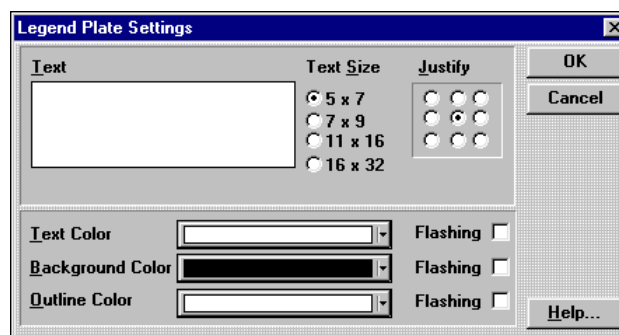 Legend Plate Settings
Text
Text Size
Justify
OK
5 x 7
7 x 9
11 x 16
16 x 32
Cancel
Text Color
Flashing
Background Color
Flashing
Outline Color
Flashing
Help...